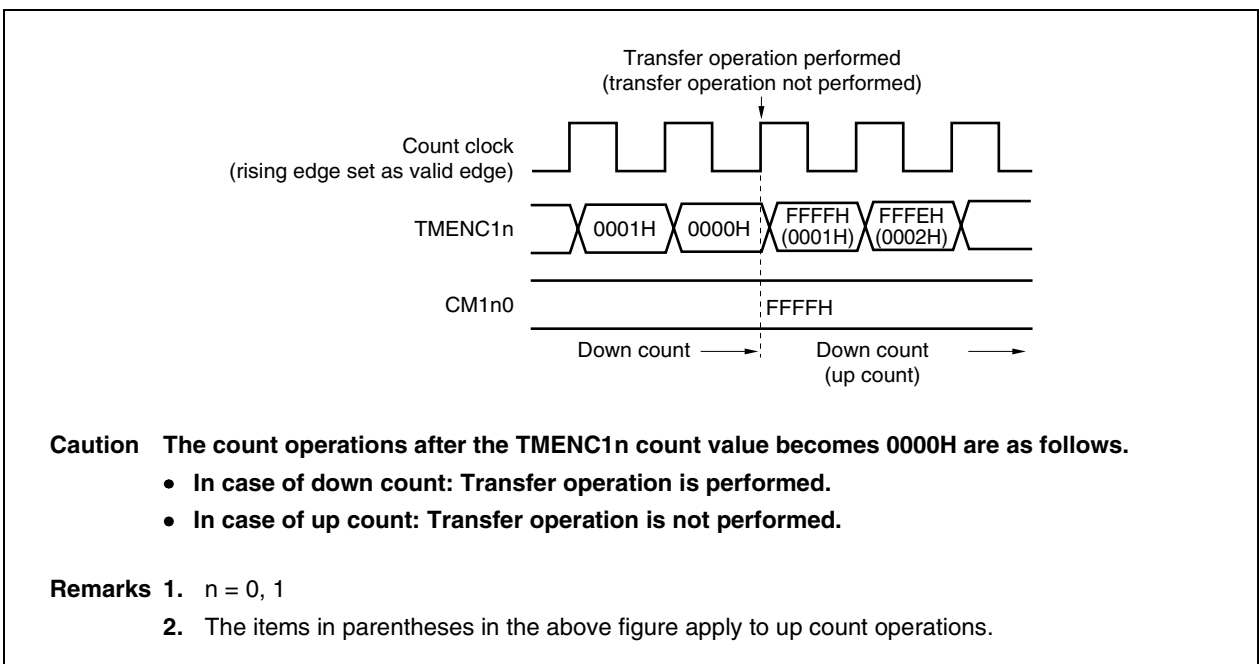 Transfer operation performed
(transfer operation not performed)
Count clock
(rising edge set as valid edge)
TMENC1n
0001H
0000H
FFFFH
(0001H)
FFFEH
(0002H)
CM1n0
FFFFH
Down count
Down count
(up count)
Caution The count operations after the TMENC1n count value becomes 0000H are as follows.
• In case of down count: Transfer operation is performed.
• In case of up count: Transfer operation is not performed.
Remarks 1. n = 0, 1
2. The items in parentheses in the above figure apply to up count operations.